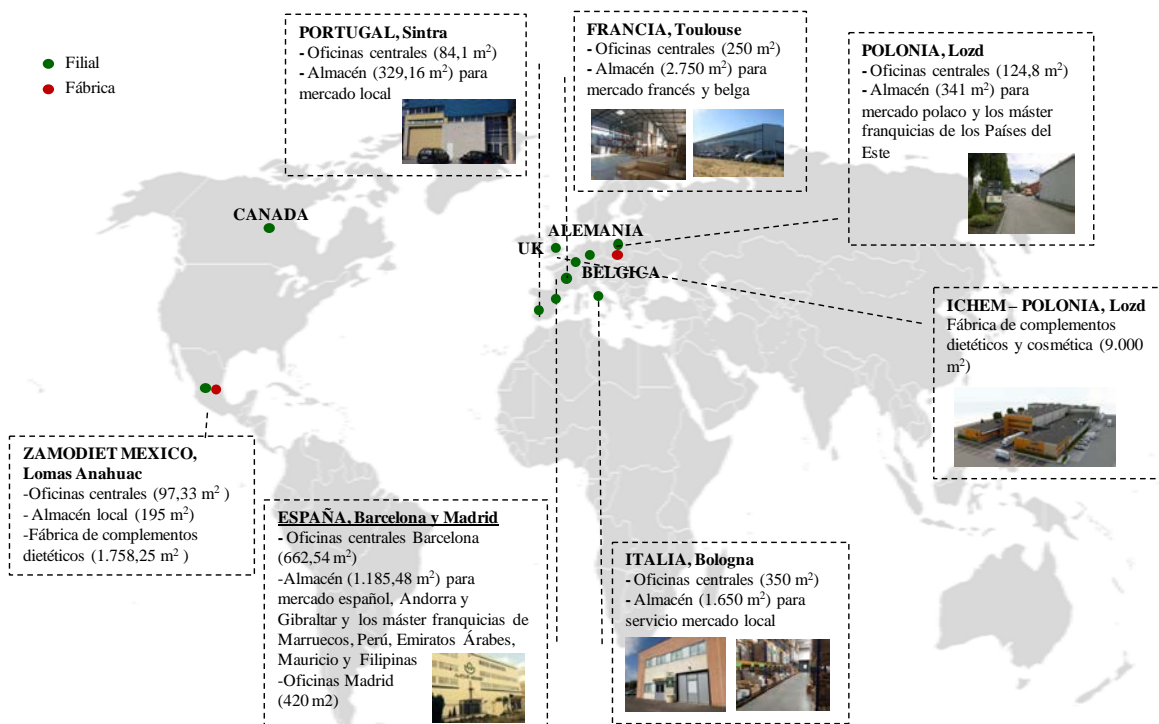 Filial
Fábrica
PORTUGAL, Sintra
- Oficinas centrales (84,1 m²)
- Almacén (329,16 m²) para
mercado local
FRANCIA, Toulouse
- Oficinas centrales (250 m²)
- Almacén (2.750 m²) para
mercado francés y belga
POLONIA, Lozd
- Oficinas centrales (124,8 m²)
- Almacén (341 m²) para
mercado polaco y los máster
franquicias de los Países del
Este
CANADA
ALEMANIA
UK
BELGICA
ICHEM – POLONIA, Lozd
Fábrica de complementos
dietéticos y cosmética (9.000
m²)
ZAMODIET MEXICO,
Lomas Anahuac
-Oficinas centrales (97,33 m² )
- Almacén local (195 m²)
-Fábrica de complementos
dietéticos (1.758,25 m² )
ESPAÑA, Barcelona y Madrid
- Oficinas centrales Barcelona
(662,54 m²)
-Almacén (1.185,48 m²) para
mercado español, Andorra y
Gibraltar y los máster franquicias de
Marruecos, Perú, Emiratos Árabes,
Mauricio y Filipinas
-Oficinas Madrid
(420 m2)
ITALIA, Bologna
- Oficinas centrales (350 m²)
- Almacén (1.650 m²) para
servicio mercado local